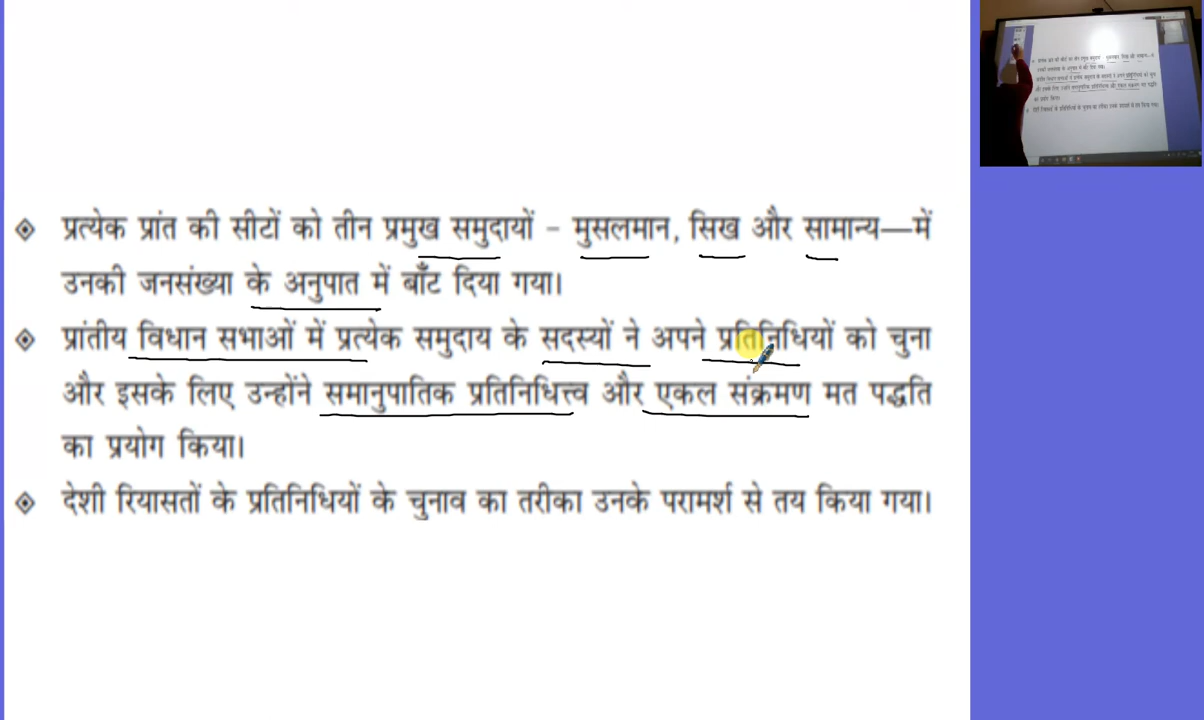 प्रत्येक प्रांत की सीटों को तीन प्रमुख समुदायों - मुसलमान, सिख और सामान्य—में
उनकी जनसंख्या के अनुपात में बाँट दिया गया।
प्रांतीय विधान सभाओं में प्रत्येक समुदाय के सदस्यों ने अपने प्रतिनिधियों को चुना
और इसके लिए उन्होंने समानुपातिक प्रतिनिधित्त्व और एकल संक्रमण मत पद्धति
का प्रयोग किया।
देशी रियासतों के प्रतिनिधियों के चुनाव का तरीका उनके परामर्श से तय किया गया।